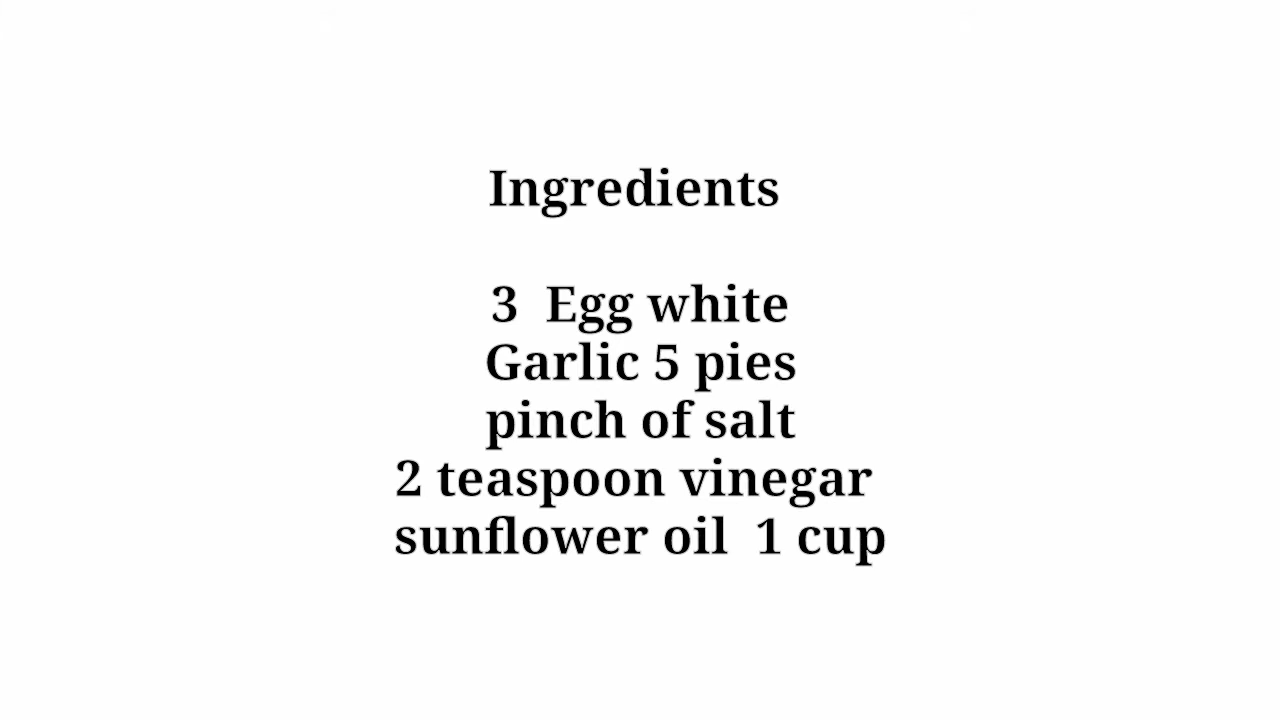 Ingredients
3 Egg white
Garlic 5 pies
pinch of salt
2 teaspoon vinegar
sunflower oil 1 cup